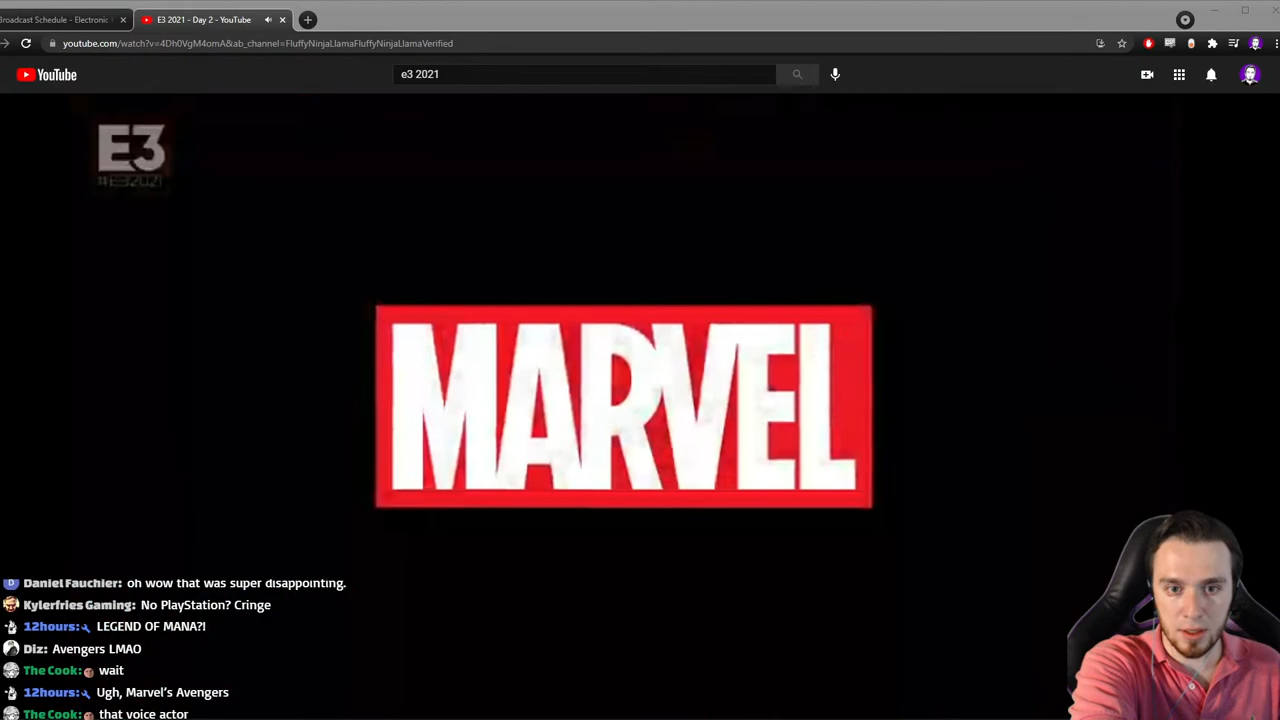 Broadcast Schedule - Electronic
E3 2021 - Day 2 - YouTube
youtube.com/watch?v=4Dh0VgM4omA&ab_channel=FluffyNinjaLlamaFluffyNinjaLlamaVerified
YouTube
e3 2021
E3
#E32021
MARVEL
D
Daniel Fauchier: oh wow that was super disappointing.
Kylerfries Gaming: No PlayStation? Cringe
12hours: LEGEND OF MANA?!
Diz: Avengers LMAO
The Cook: wait
12hours: Ugh, Marvel's Avengers
The Cook: that voice actor